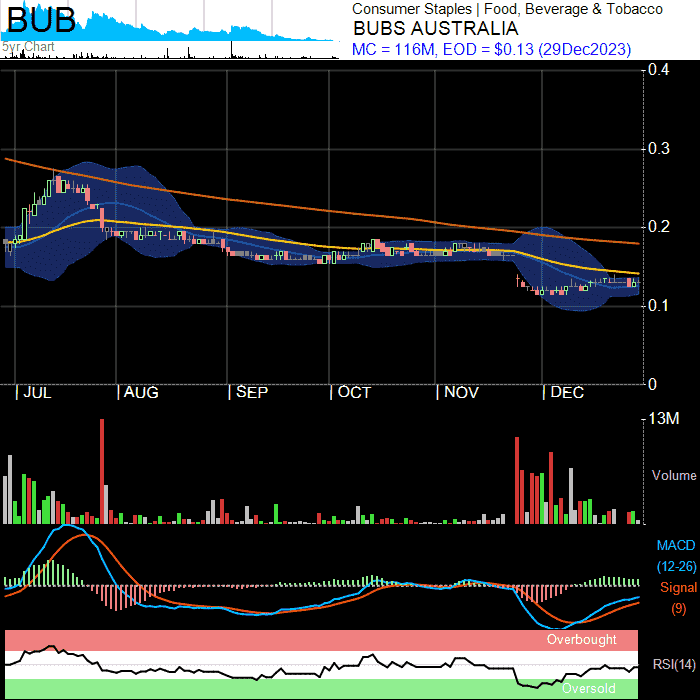 BUB
5yr Chart
Consumer Staples | Food, Beverage & Tobacco
BUBS AUSTRALIA
MC = 116M, EOD = $0.13 (29Dec2023)
0.4
0.3
0.2
0.1
0
| JUL | AUG | SEP | OCT | NOV | DEC
13M
Volume
MACD
(12-26)
Signal
(9)
Overbought
RSI(14)
Oversold